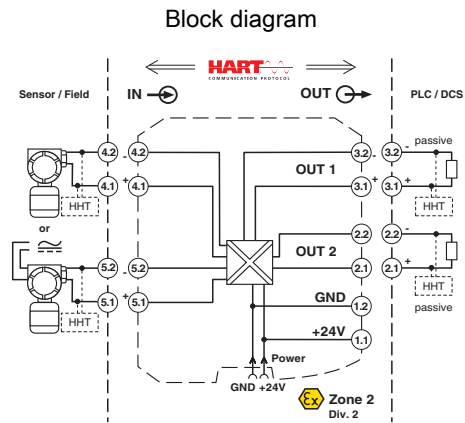 Block diagram
HART
COMMUNICATION PROTOCOL
Sensor / Field
IN
OUT
PLC / DCS
passive
4.2 - 4.2
3.2 - 3.2 -
OUT 1
4.1 + 4.1
3.1 + 3.1 +
HHT
HHT
or
2.2 2.2 -
OUT 2
5.2 - 5.2
2.1 2.1 +
HHT
GND
passive
5.1 + 5.1
1.2
HHT
+24V
1.1
Power
GND +24V
Ex Zone 2
Div. 2